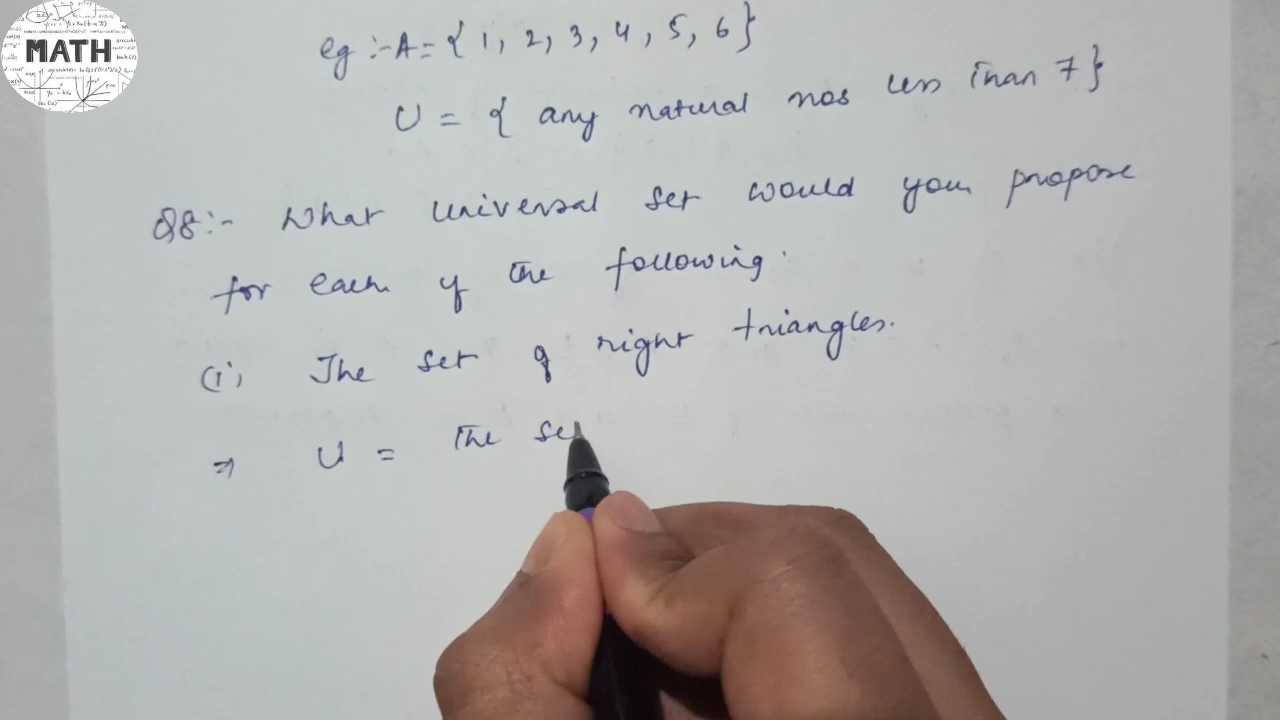 MATH
eg :- A = { 1, 2, 3, 4, 5, 6 }
U = { any natural nos less than 7 }
Q8:- What universal set would you propose
for each of the following.
(i) The set of right triangles.
⇒ U = The se